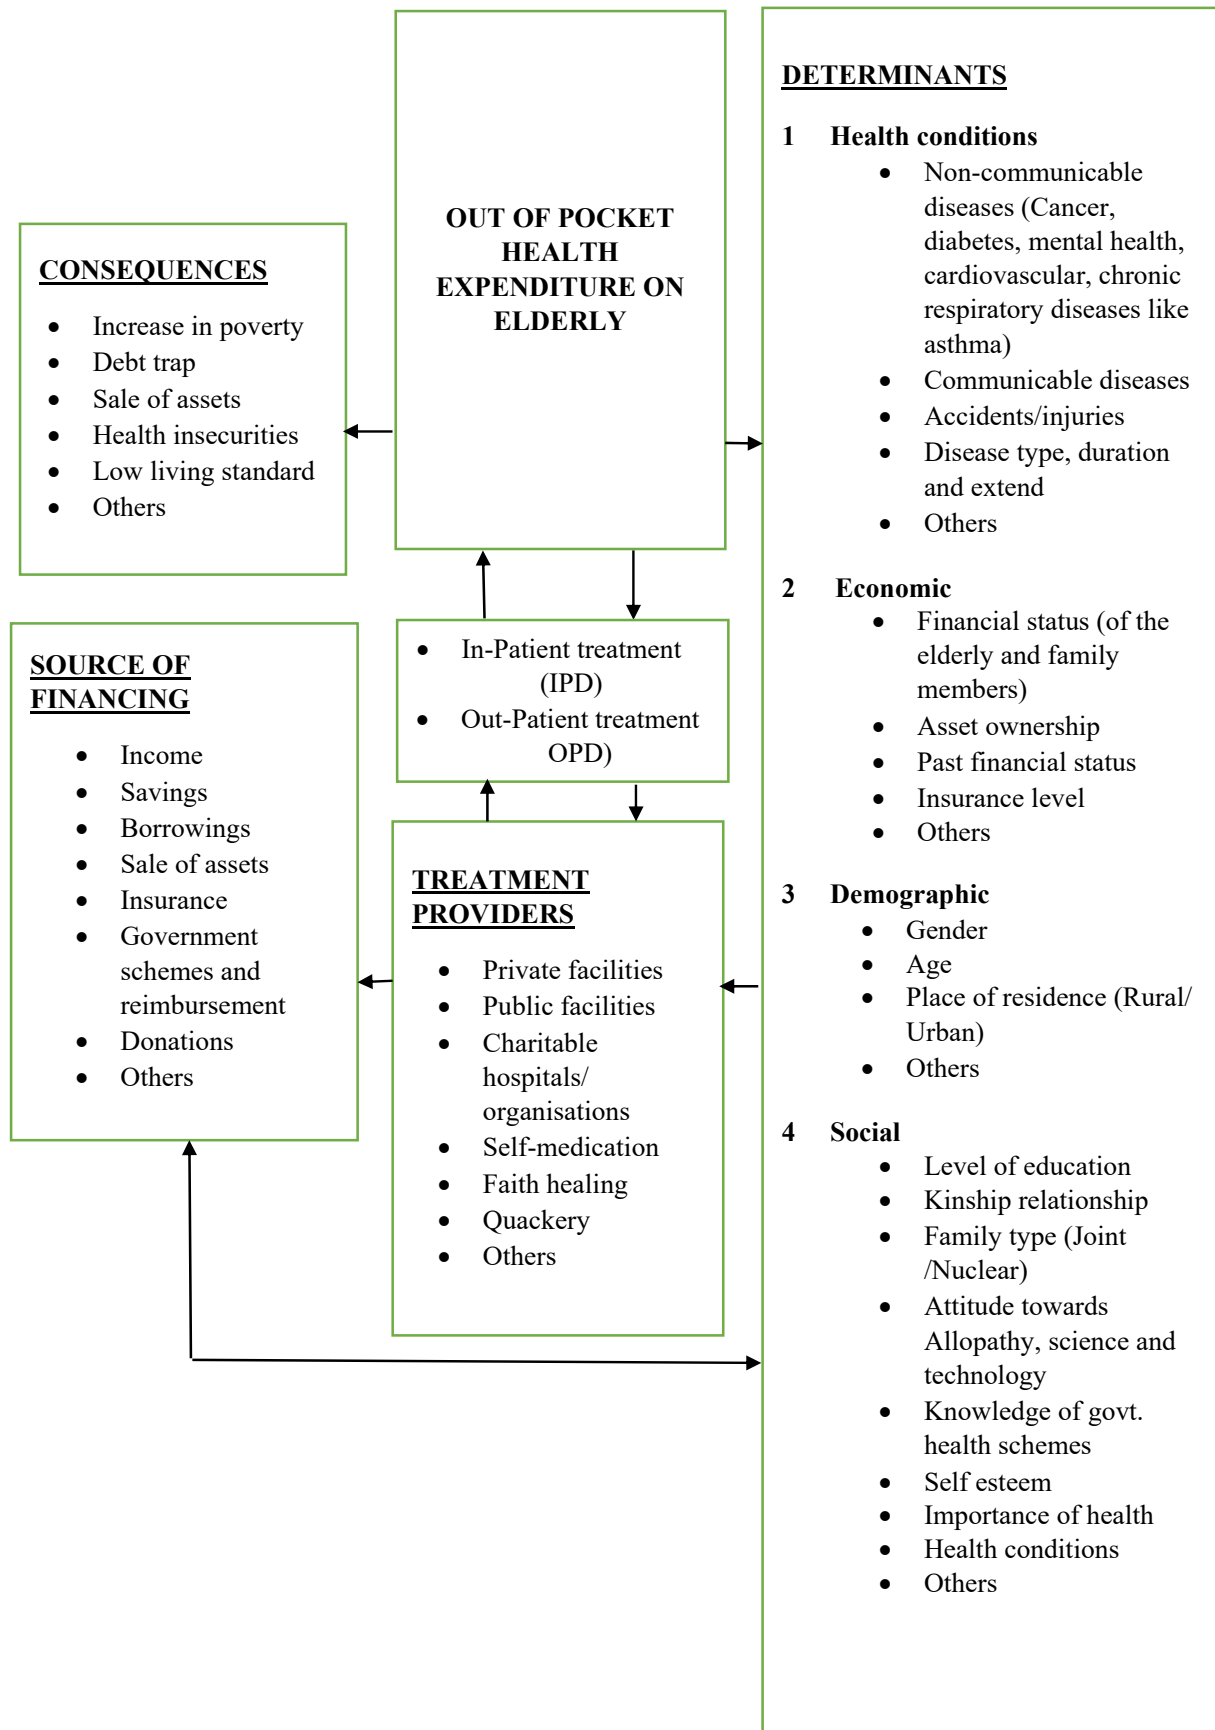 OUT OF POCKET
HEALTH
EXPENDITURE ON
ELDERLY
CONSEQUENCES
• Increase in poverty
• Debt trap
• Sale of assets
• Health insecurities
• Low living standard
• Others
SOURCE OF
FINANCING
• Income
• Savings
• Borrowings
• Sale of assets
• Insurance
• Government
schemes and
reimbursement
• Donations
• Others
• In-Patient treatment
(IPD)
• Out-Patient treatment
OPD)
TREATMENT
PROVIDERS
• Private facilities
• Public facilities
• Charitable
hospitals/
organisations
• Self-medication
• Faith healing
• Quackery
• Others
DETERMINANTS
1 Health conditions
• Non-communicable
diseases (Cancer,
diabetes, mental health,
cardiovascular, chronic
respiratory diseases like
asthma)
• Communicable diseases
• Accidents/injuries
• Disease type, duration
and extend
• Others
2 Economic
• Financial status (of the
elderly and family
members)
• Asset ownership
• Past financial status
• Insurance level
• Others
3 Demographic
• Gender
• Age
• Place of residence (Rural/
Urban)
• Others
4 Social
• Level of education
• Kinship relationship
• Family type (Joint
/Nuclear)
• Attitude towards
Allopathy, science and
technology
• Knowledge of govt.
health schemes
• Self esteem
• Importance of health
• Health conditions
• Others